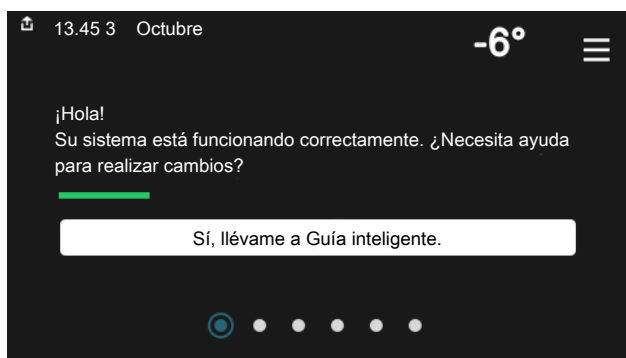 13.45 3 Octubre
-6°
¡Hola!
Su sistema está funcionando correctamente. ¿Necesita ayuda
para realizar cambios?
Sí, llévame a Guía inteligente.